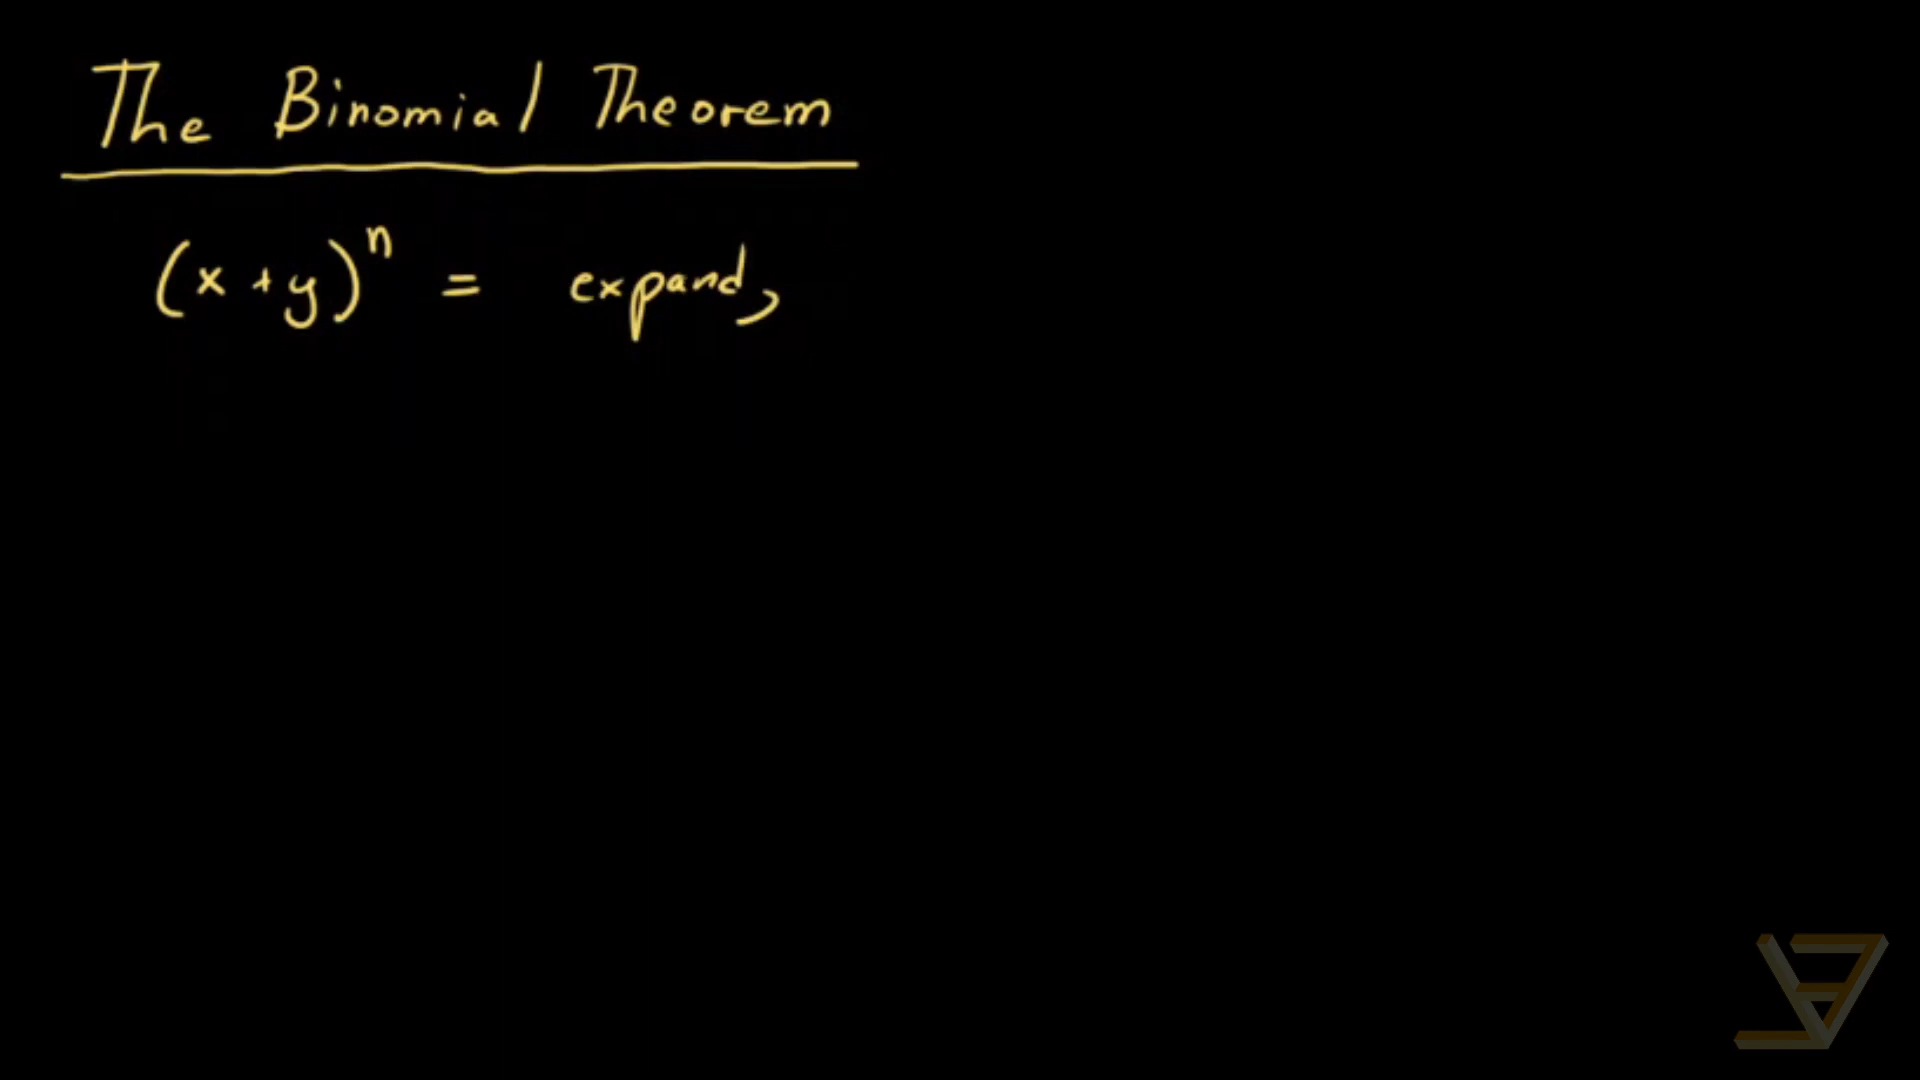 The Binomial Theorem
(x + y)^n = expand,